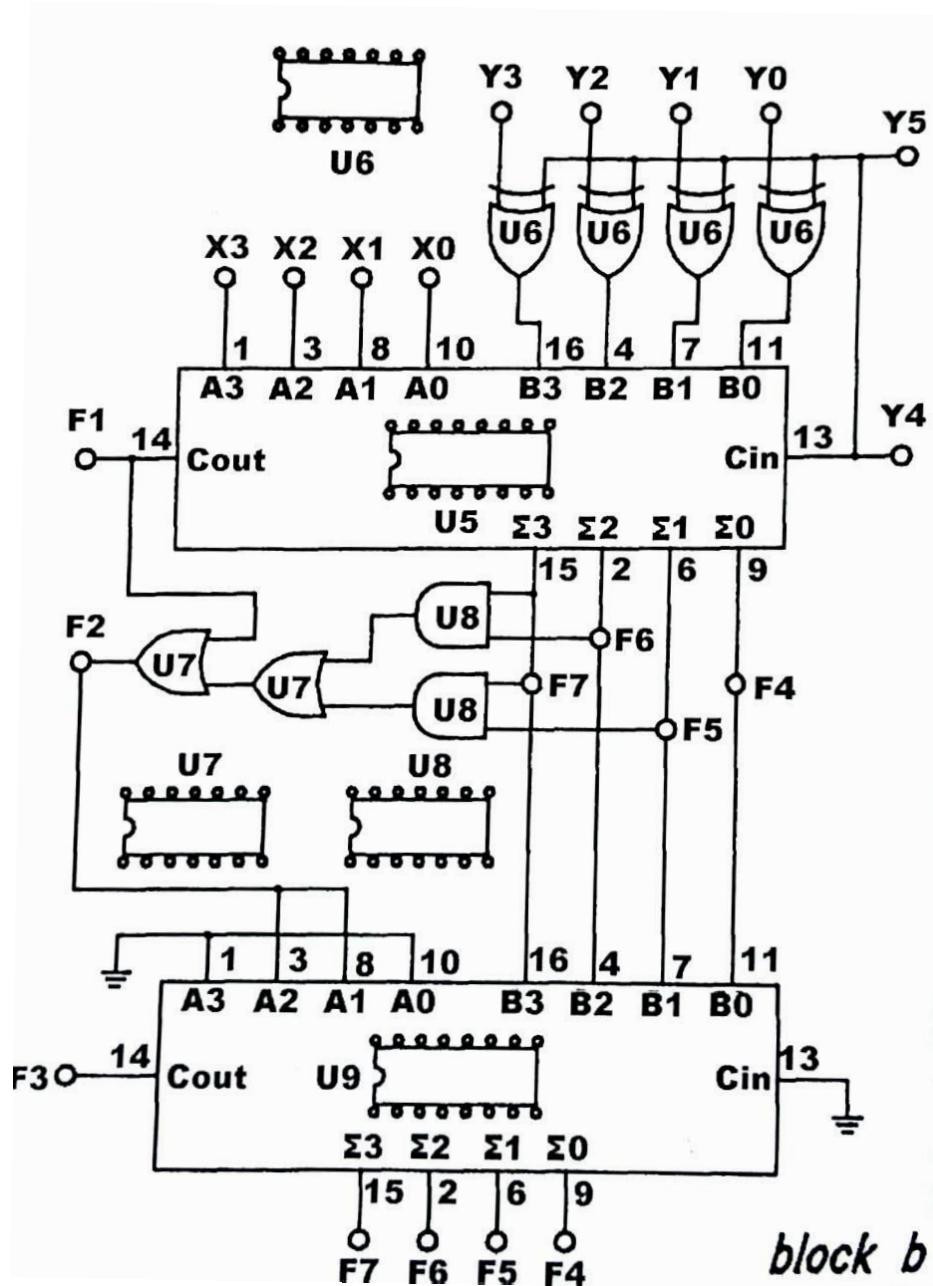 Y3 Y2 Y1 Y0
Y5
U6
U6 U6 U6 U6
X3 X2 X1 X0
1 3 8 10 16 4 7 11
A3 A2 A1 A0 B3 B2 B1 B0
F1
14
Cout
Cin
13
Y4
U5
Σ3 Σ2 Σ1 Σ0
15 2 6 9
F2
U8
F6
U7
U7
F7
F4
U8
F5
U7
U8
1 3 8 10 16 4 7 11
A3 A2 A1 A0 B3 B2 B1 B0
14
F3
Cout
U9
Cin
13
Σ3 Σ2 Σ1 Σ0
15 2 6 9
F7 F6 F5 F4
block b